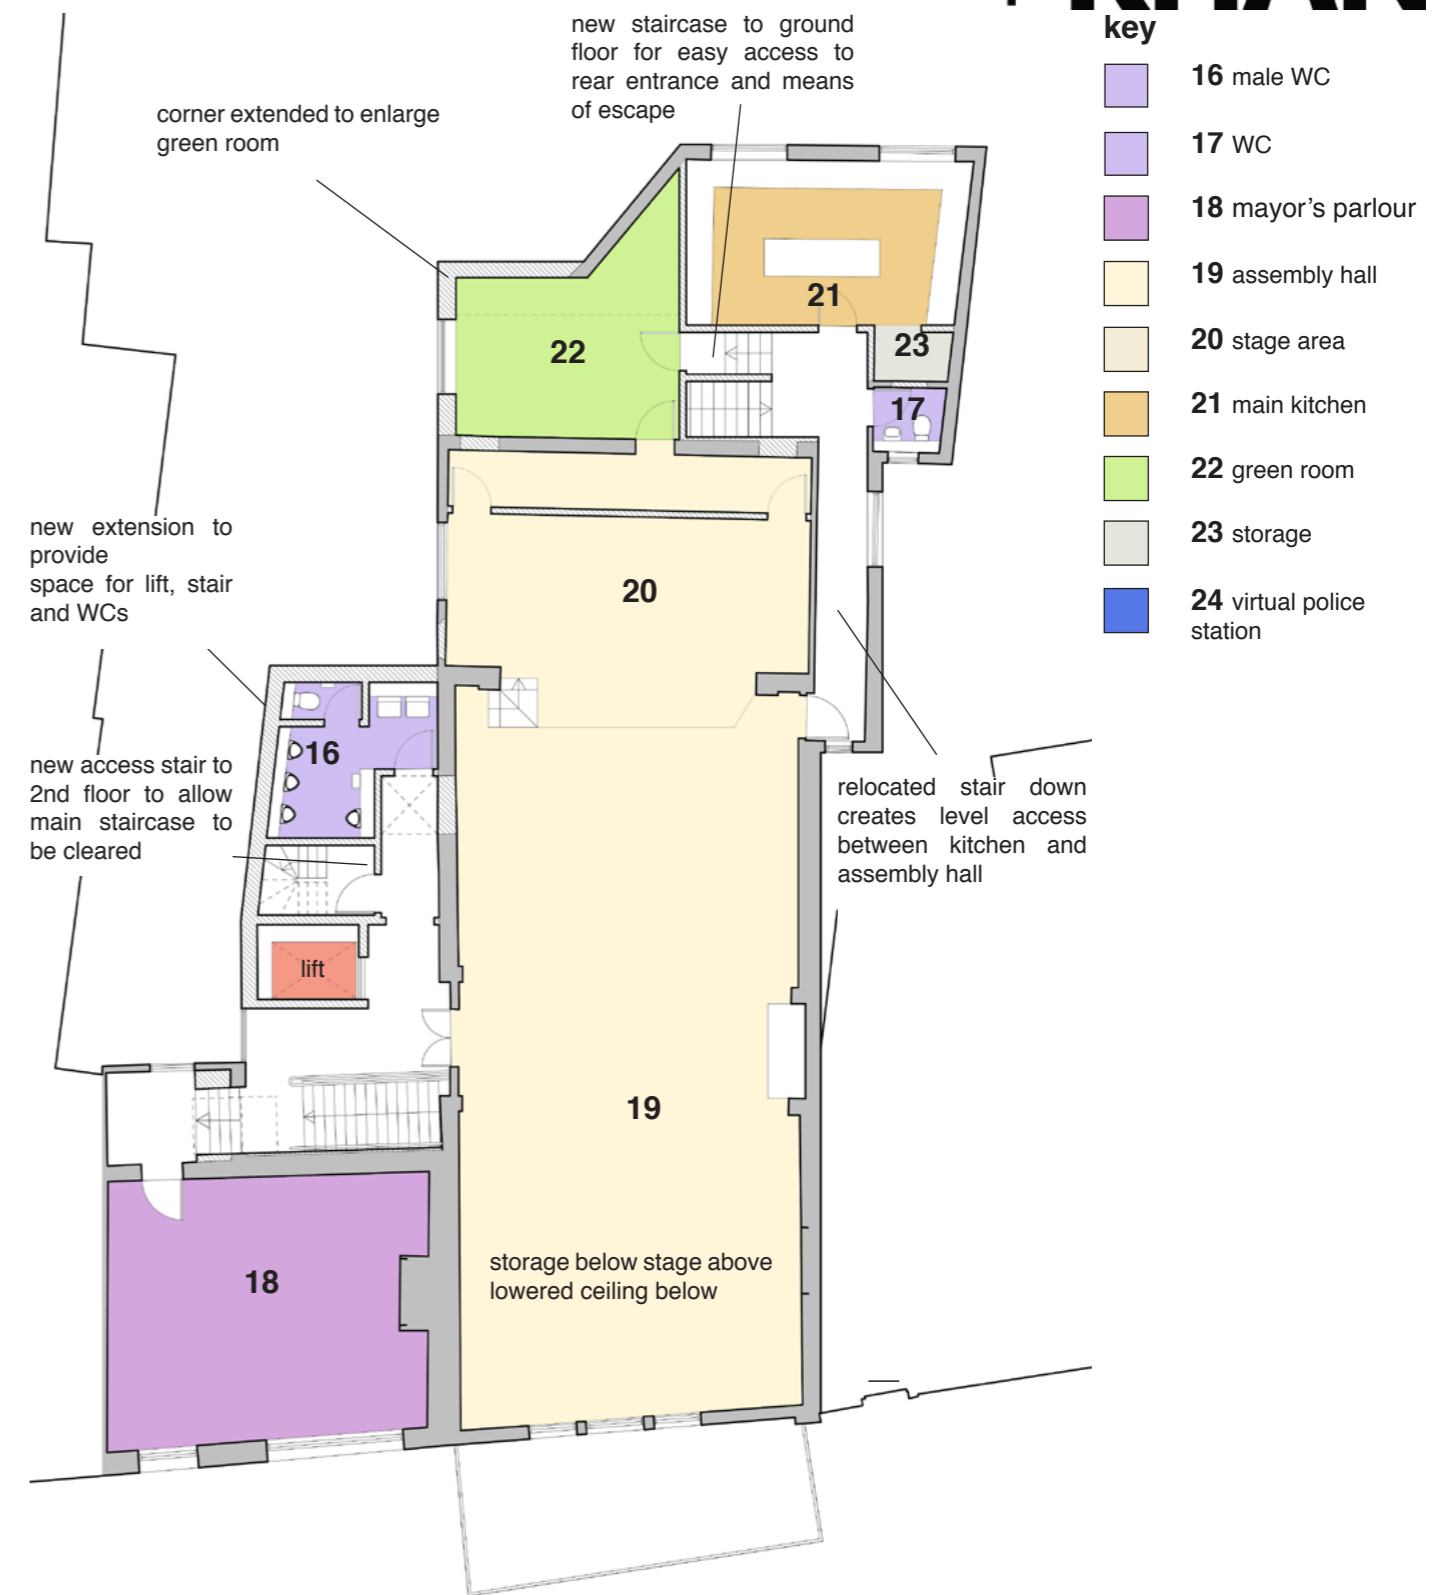 key
16 male WC
17 WC
18 mayor's parlour
19 assembly hall
20 stage area
21 main kitchen
22 green room
23 storage
24 virtual police
station
new staircase to ground
floor for easy access to
rear entrance and means
of escape
corner extended to enlarge
green room
21
22
23
17
new extension to
provide
space for lift, stair
and WCs
20
16
new access stair to
2nd floor to allow
main staircase to
be cleared
relocated stair down
creates level access
between kitchen and
assembly hall
lift
19
storage below stage above
lowered ceiling below
18